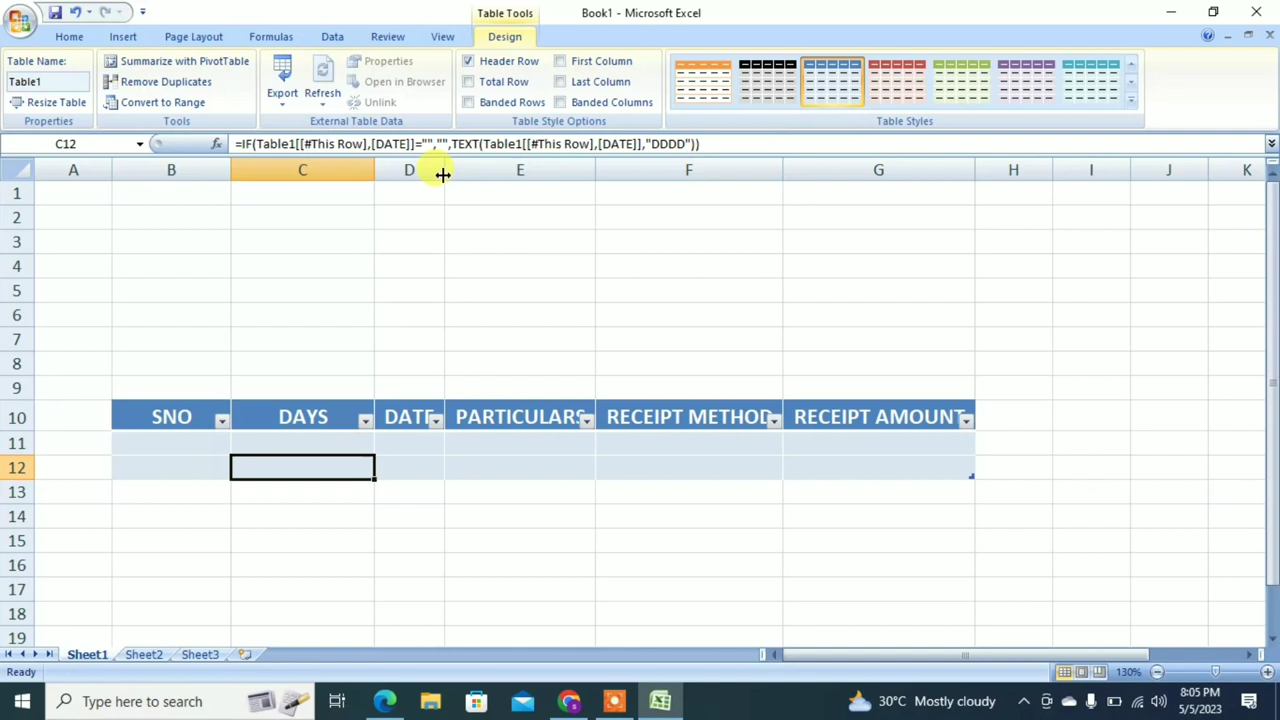 Table Tools
Book1 - Microsoft Excel
Home Insert Page Layout Formulas Data Review View Design
Table Name:
Table1
Resize Table
Properties
Summarize with PivotTable
Remove Duplicates
Convert to Range
Tools
Export
Refresh
Properties
Open in Browser
Unlink
External Table Data
Header Row
Total Row
Banded Rows
First Column
Last Column
Banded Columns
Table Style Options
Table Styles
C12 fx =IF(Table1[[#This Row],[DATE]]="","",TEXT(Table1[[#This Row],[DATE]],"DDDD"))
A B C D E F G H I J K
1
2
3
4
5
6
7
8
9
10 SNO DAYS DATE PARTICULARS RECEIPT METHOD RECEIPT AMOUNT
11
12
13
14
15
16
17
18
19
Sheet1 Sheet2 Sheet3
Ready 130%
Type here to search 30°C Mostly cloudy 8:05 PM
5/5/2023